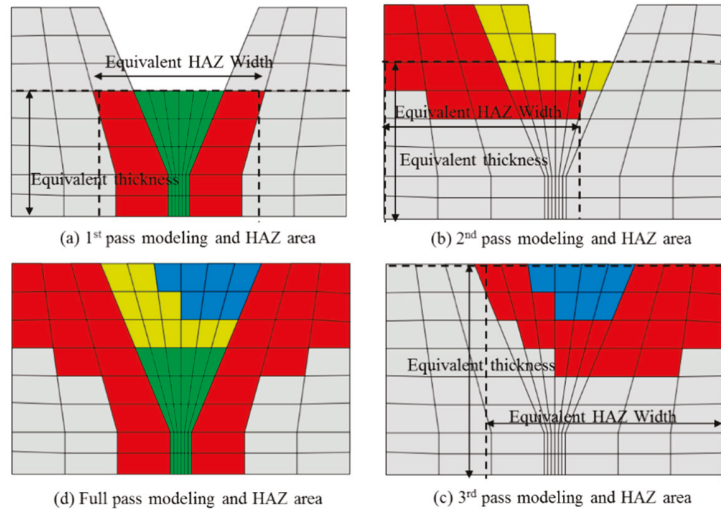 Equivalent HAZ Width
Equivalent thickness
(a) 1st pass modeling and HAZ area
Equivalent HAZ Width
Equivalent thickness
(b) 2nd pass modeling and HAZ area
(d) Full pass modeling and HAZ area
Equivalent thickness
Equivalent HAZ Width
(c) 3rd pass modeling and HAZ area